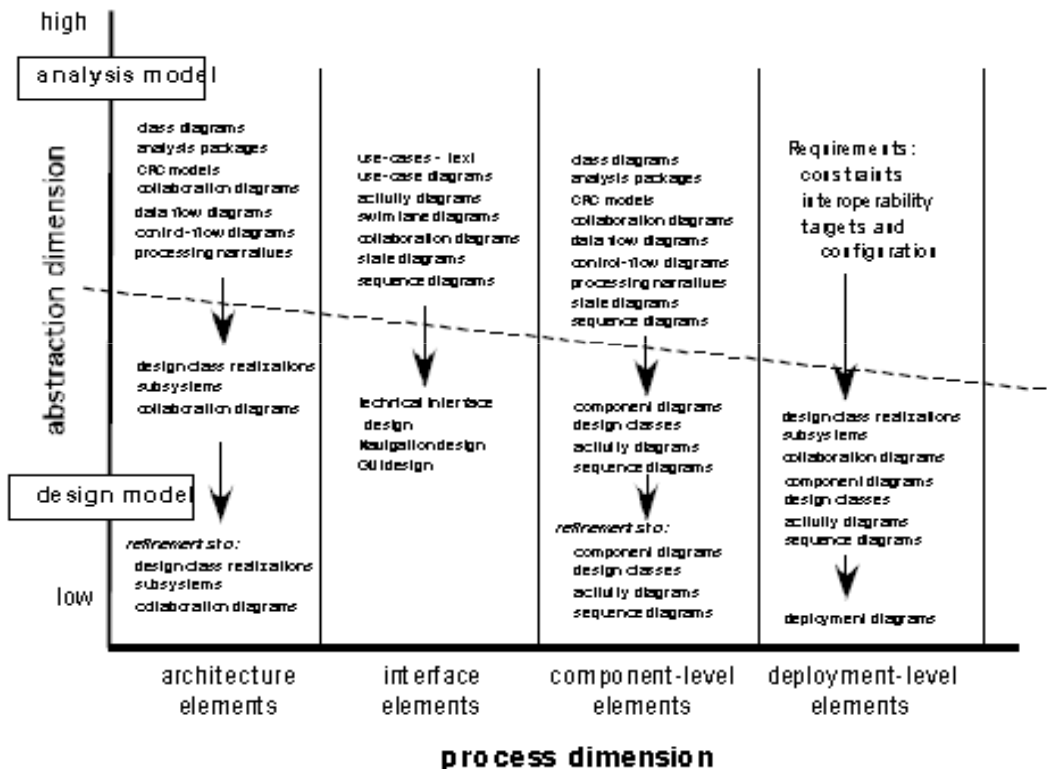 high
analysis model
abstraction dimension
class diagrams
analysis packages
CRC models
collaboration diagrams
data flow diagrams
control-flow diagrams
processing narratives
design class realizations
subsystems
collaboration diagrams
design model
refinements to:
design class realizations
subsystems
collaboration diagrams
low
use-cases - text
use-case diagrams
activity diagrams
swim lane diagrams
collaboration diagrams
state diagrams
sequence diagrams
technical interface
design
Navigation design
GUI design
class diagrams
analysis packages
CRC models
collaboration diagrams
data flow diagrams
control-flow diagrams
processing narratives
state diagrams
sequence diagrams
component diagrams
design classes
activity diagrams
sequence diagrams
refinements to:
component diagrams
design classes
activity diagrams
sequence diagrams
Requirements:
constraints
interoperability
targets and
configuration
design class realizations
subsystems
collaboration diagrams
component diagrams
design classes
activity diagrams
sequence diagrams
deployment diagrams
architecture
elements
interface
elements
component-level
elements
deployment-level
elements
process dimension